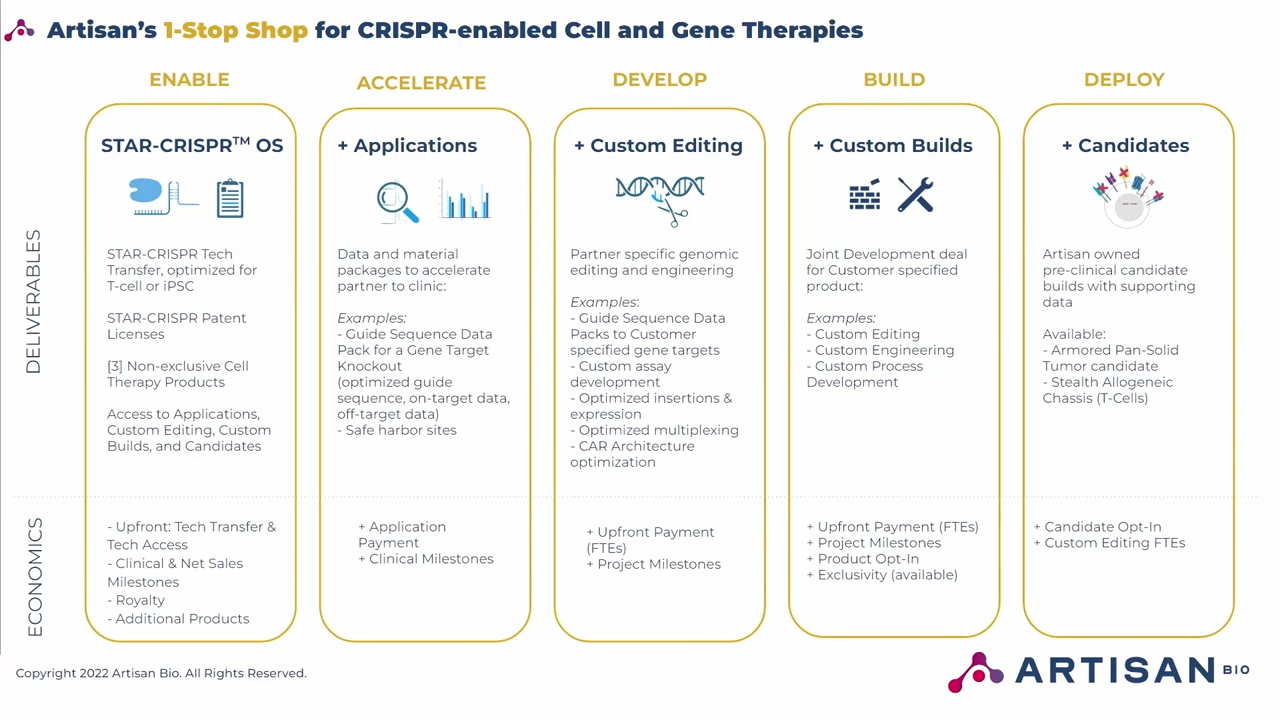 Artisan's 1-Stop Shop for CRISPR-enabled Cell and Gene Therapies
ENABLE
STAR-CRISPR™ OS
DELIVERABLES
STAR-CRISPR Tech
Transfer, optimized for
T-cell or iPSC
STAR-CRISPR Patent
Licenses
[3] Non-exclusive Cell
Therapy Products
Access to Applications,
Custom Editing, Custom
Builds, and Candidates
ECONOMICS
- Upfront: Tech Transfer &
Tech Access
- Clinical & Net Sales
Milestones
- Royalty
- Additional Products
ACCELERATE
+ Applications
Data and material
packages to accelerate
partner to clinic:
Examples:
- Guide Sequence Data
Pack for a Gene Target
Knockout
(optimized guide
sequence, on-target data,
off-target data)
- Safe harbor sites
+ Application
Payment
+ Clinical Milestones
DEVELOP
+ Custom Editing
Partner specific genomic
editing and engineering
Examples:
- Guide Sequence Data
Packs to Customer
specified gene targets
- Custom assay
development
- Optimized insertions &
expression
- Optimized multiplexing
- CAR Architecture
optimization
+ Upfront Payment
(FTEs)
+ Project Milestones
BUILD
+ Custom Builds
Joint Development deal
for Customer specified
product:
Examples:
- Custom Editing
- Custom Engineering
- Custom Process
Development
+ Upfront Payment (FTEs)
+ Project Milestones
+ Product Opt-In
+ Exclusivity (available)
DEPLOY
+ Candidates
Artisan owned
pre-clinical candidate
builds with supporting
data
Available:
- Armored Pan-Solid
Tumor candidate
- Stealth Allogeneic
Chassis (T-Cells)
+ Candidate Opt-In
+ Custom Editing FTEs
Copyright 2022 Artisan Bio. All Rights Reserved.
ARTISAN BIO